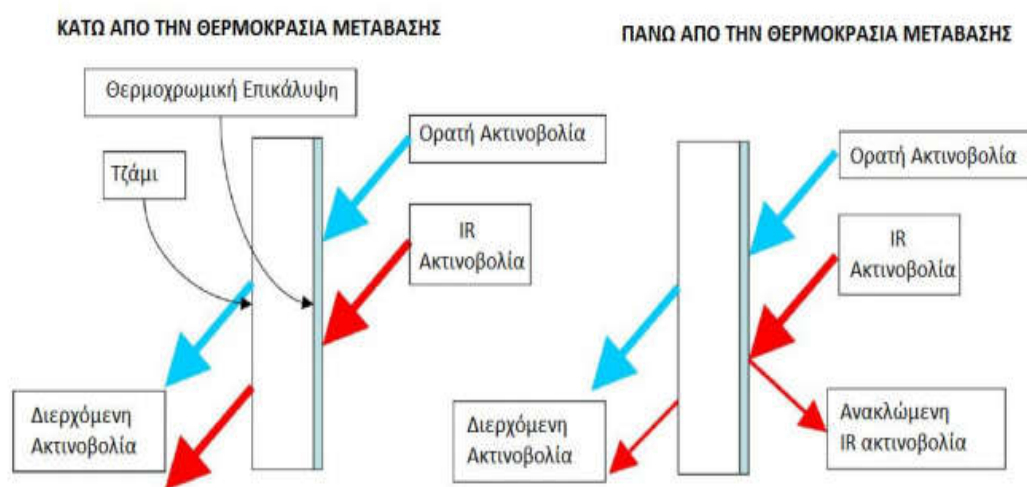 ΚΑΤΩ ΑΠΟ ΤΗΝ ΘΕΡΜΟΚΡΑΣΙΑ ΜΕΤΑΒΑΣΗΣ
Θερμοχρωμική Επικάλυψη
Ορατή Ακτινοβολία
Τζάμι
IR
Ακτινοβολία
Διερχόμενη
Ακτινοβολία
ΠΑΝΩ ΑΠΟ ΤΗΝ ΘΕΡΜΟΚΡΑΣΙΑ ΜΕΤΑΒΑΣΗΣ
Ορατή Ακτινοβολία
IR
Ακτινοβολία
Διερχόμενη
Ακτινοβολία
Ανακλώμενη
IR ακτινοβολία